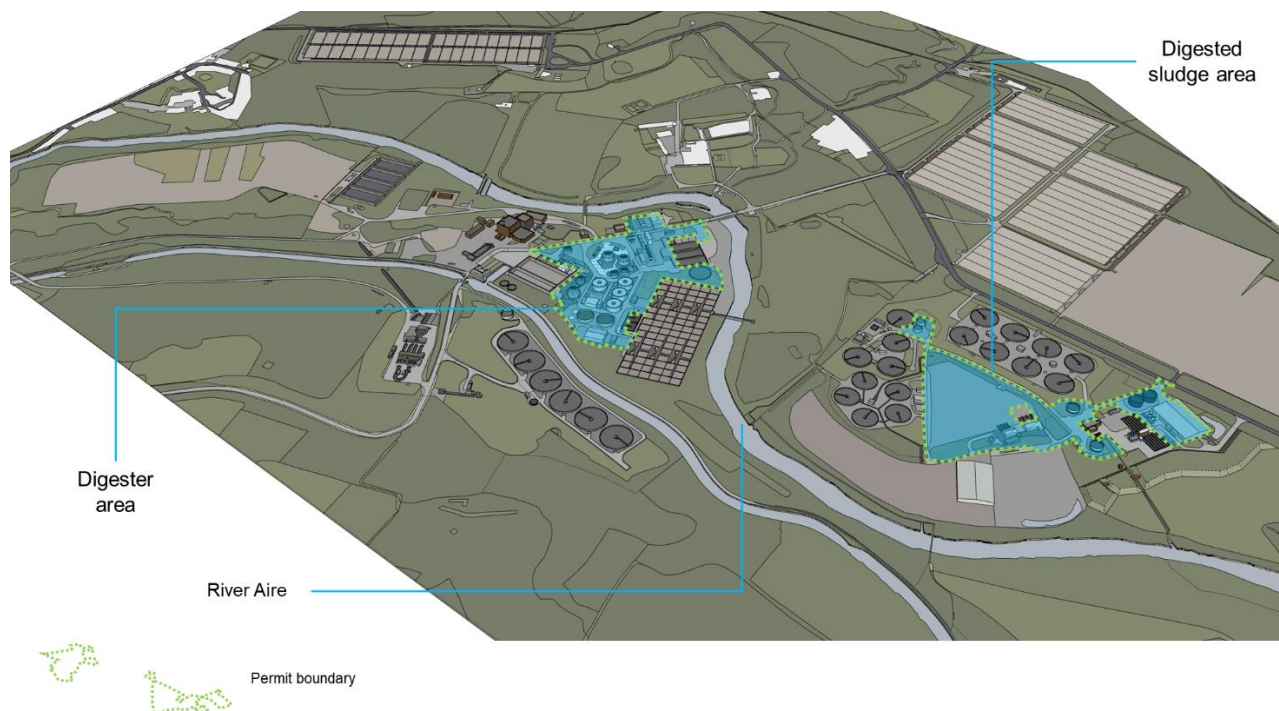 Digested
sludge area
Digester
area
River Aire
Permit boundary